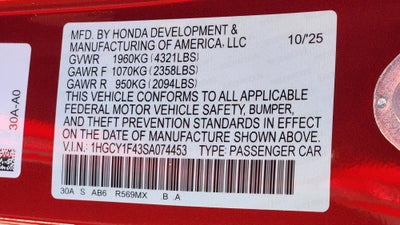 MFD. BY HONDA DEVELOPMENT &
MANUFACTURING OF AMERICA, LLC 10/'25
GVWR 1960KG (4321LBS)
GAWR F 1070KG (2358LBS)
GAWR R 950KG (2094LBS)
THIS VEHICLE CONFORMS TO ALL APPLICABLE
FEDERAL MOTOR VEHICLE SAFETY, BUMPER,
AND THEFT PREVENTION STANDARDS IN EFFECT
ON THE DATE OF MANUFACTURE SHOWN ABOVE.
V.I.N.: 1HGCY1F43SA074453 TYPE: PASSENGER CAR
30A S AB6 R569MX B .A
30A-A0